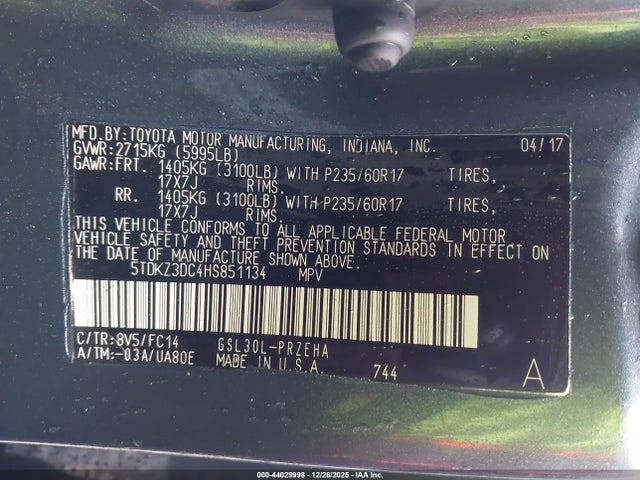 MFD.BY:TOYOTA MOTOR MANUFACTURING, INDIANA, INC. 04/17
GVWR:2715KG (5995LB)
GAWR:FRT. 1405KG (3100LB) WITH P235/60R17 TIRES,
17X7J RIMS.
RR. 1405KG (3100LB) WITH P235/60R17 TIRES,
17X7J RIMS.
THIS VEHICLE CONFORMS TO ALL APPLICABLE FEDERAL MOTOR
VEHICLE SAFETY AND THEFT PREVENTION STANDARDS IN EFFECT ON
THE DATE OF MANUFACTURE SHOWN ABOVE.
5TDKZ3DC4HS851134 MPV
C/TR:8V5/FC14 GSL30L-PRZEHA
A/TM:-03A/UA80E MADE IN U.S.A. 744 A
000-44029998 - 12/26/2025 - Copart, IAA Inc.